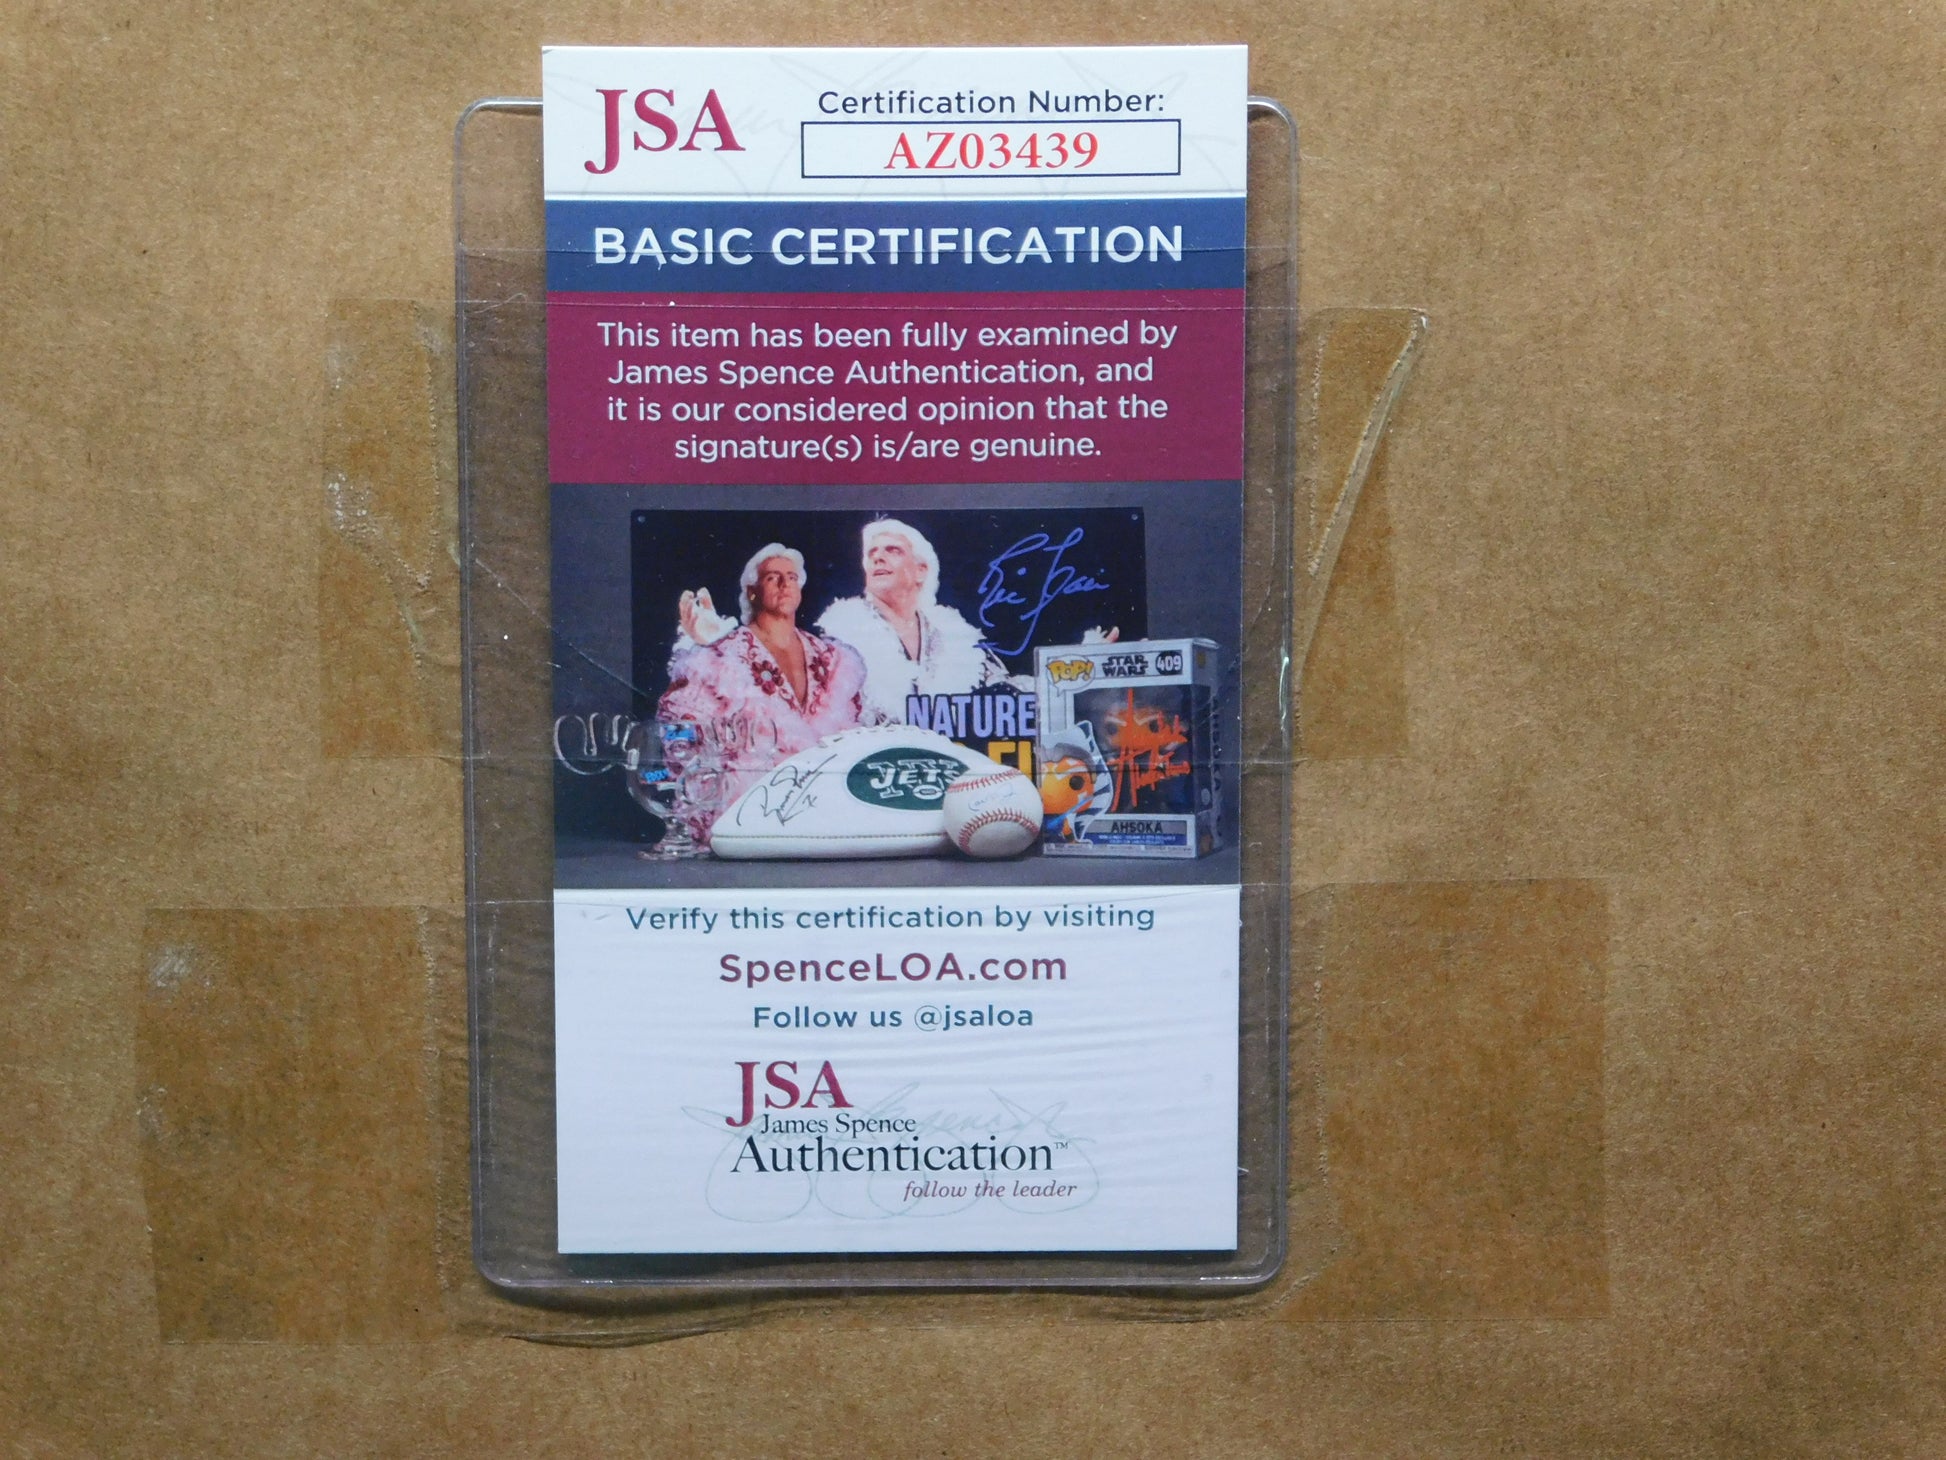 JSA
Certification Number:
AZ03439
BASIC CERTIFICATION
This item has been fully examined by
James Spence Authentication, and
it is our considered opinion that the
signature(s) is/are genuine.
POP! STAR WARS 409
NATURE
JETS
AHSOKA
Verify this certification by visiting
SpenceLOA.com
Follow us @jsaloa
JSA
James Spence
Authentication™
follow the leader